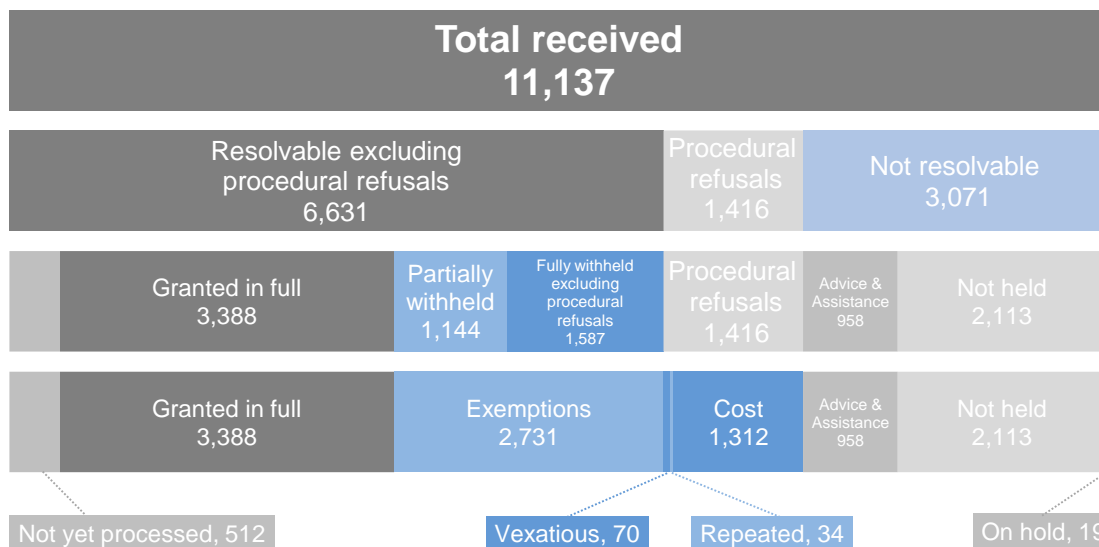 Total received
11,137
Resolvable excluding
procedural refusals
6,631
Procedural
refusals
1,416
Not resolvable
3,071
Granted in full
3,388
Partially
withheld
1,144
Fully withheld
excluding
procedural
refusals
1,587
Procedural
refusals
1,416
Advice &
Assistance
958
Not held
2,113
Granted in full
3,388
Exemptions
2,731
Cost
1,312
Advice &
Assistance
958
Not held
2,113
Not yet processed, 512
Vexatious, 70
Repeated, 34
On hold, 19